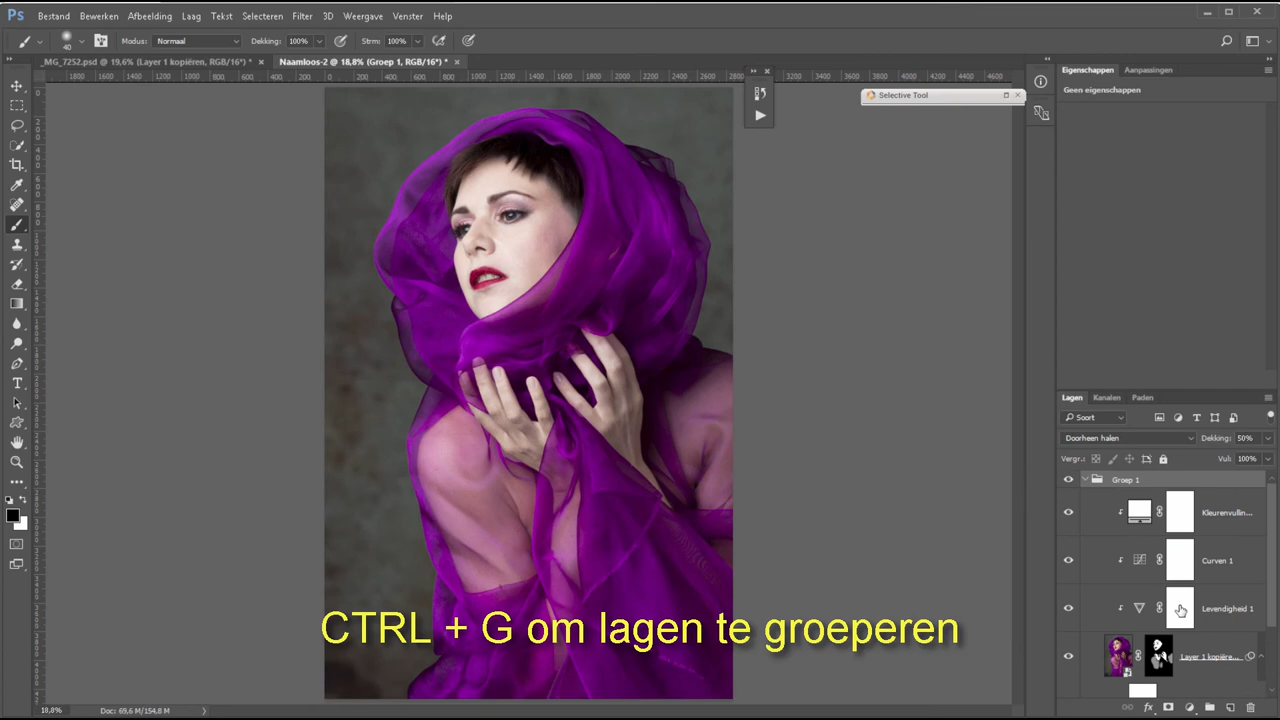 Ps Bestand Bewerken Afbeelding Laag Tekst Selecteren Filter 3D Weergave Venster Help
40 Modus: Normaal Dekking: 100% Strm: 100%
_MG_7252.psd @ 19,6% (Layer 1 kopiëren, RGB/16*) * Naamloos-2 @ 18,8% (Groep 1, RGB/16*) *
Selective Tool
Eigenschappen Aanpassingen
Geen eigenschappen
Lagen Kanalen Paden
Soort
Doorheen halen Dekking: 50%
Vergr.: Vul: 100%
Groep 1
Kleurenvullin...
Curven 1
Levendigheid 1
Layer 1 kopiëre...
CTRL + G om lagen te groeperen
18,8% Doc: 69,6 M/154,8 M